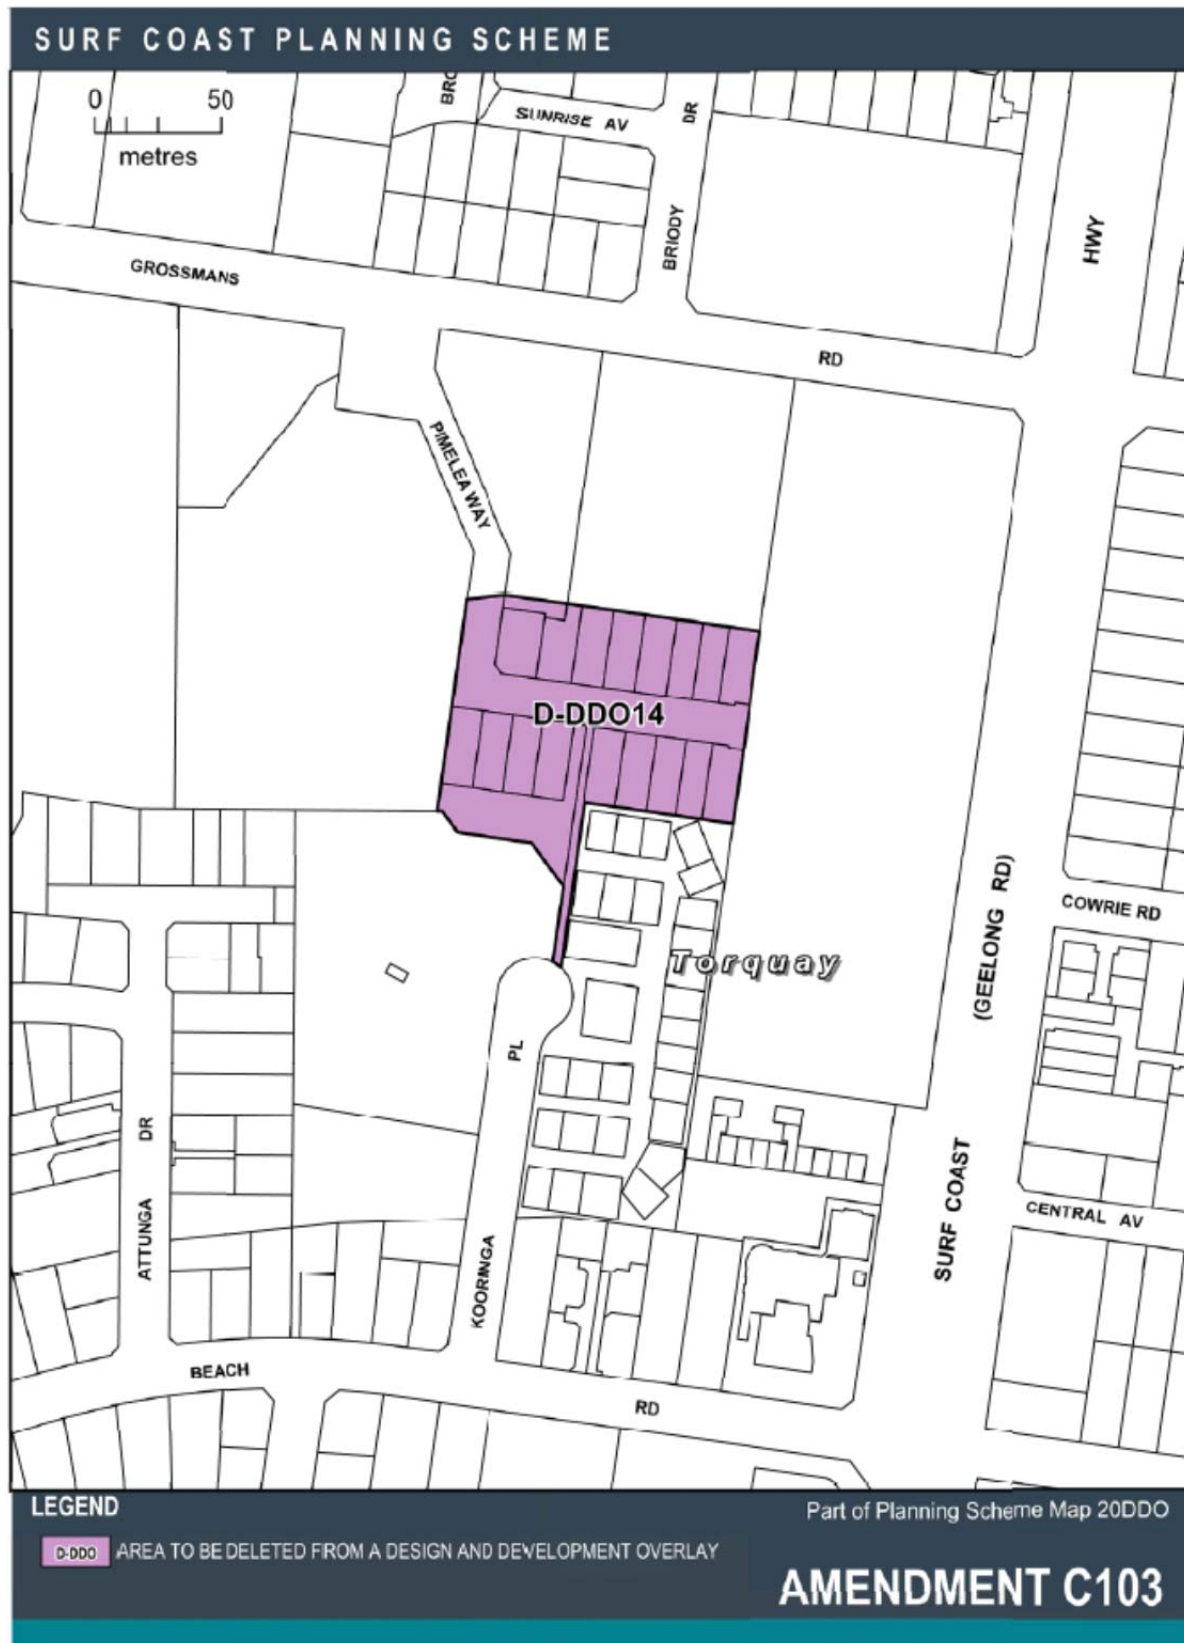 SURF COAST PLANNING SCHEME
0 50
metres
BRO
SUNRISE AV
DR
BRIODY
HWY
GROSSMANS
RD
PIMELEA WAY
D-DDO14
(GEELONG RD)
COWRIE RD
Torquay
PL
DR
ATTUNGA
KOORINGA
SURF COAST
CENTRAL AV
BEACH
RD
LEGEND
Part of Planning Scheme Map 20DDO
D-DDO AREA TO BE DELETED FROM A DESIGN AND DEVELOPMENT OVERLAY
AMENDMENT C103